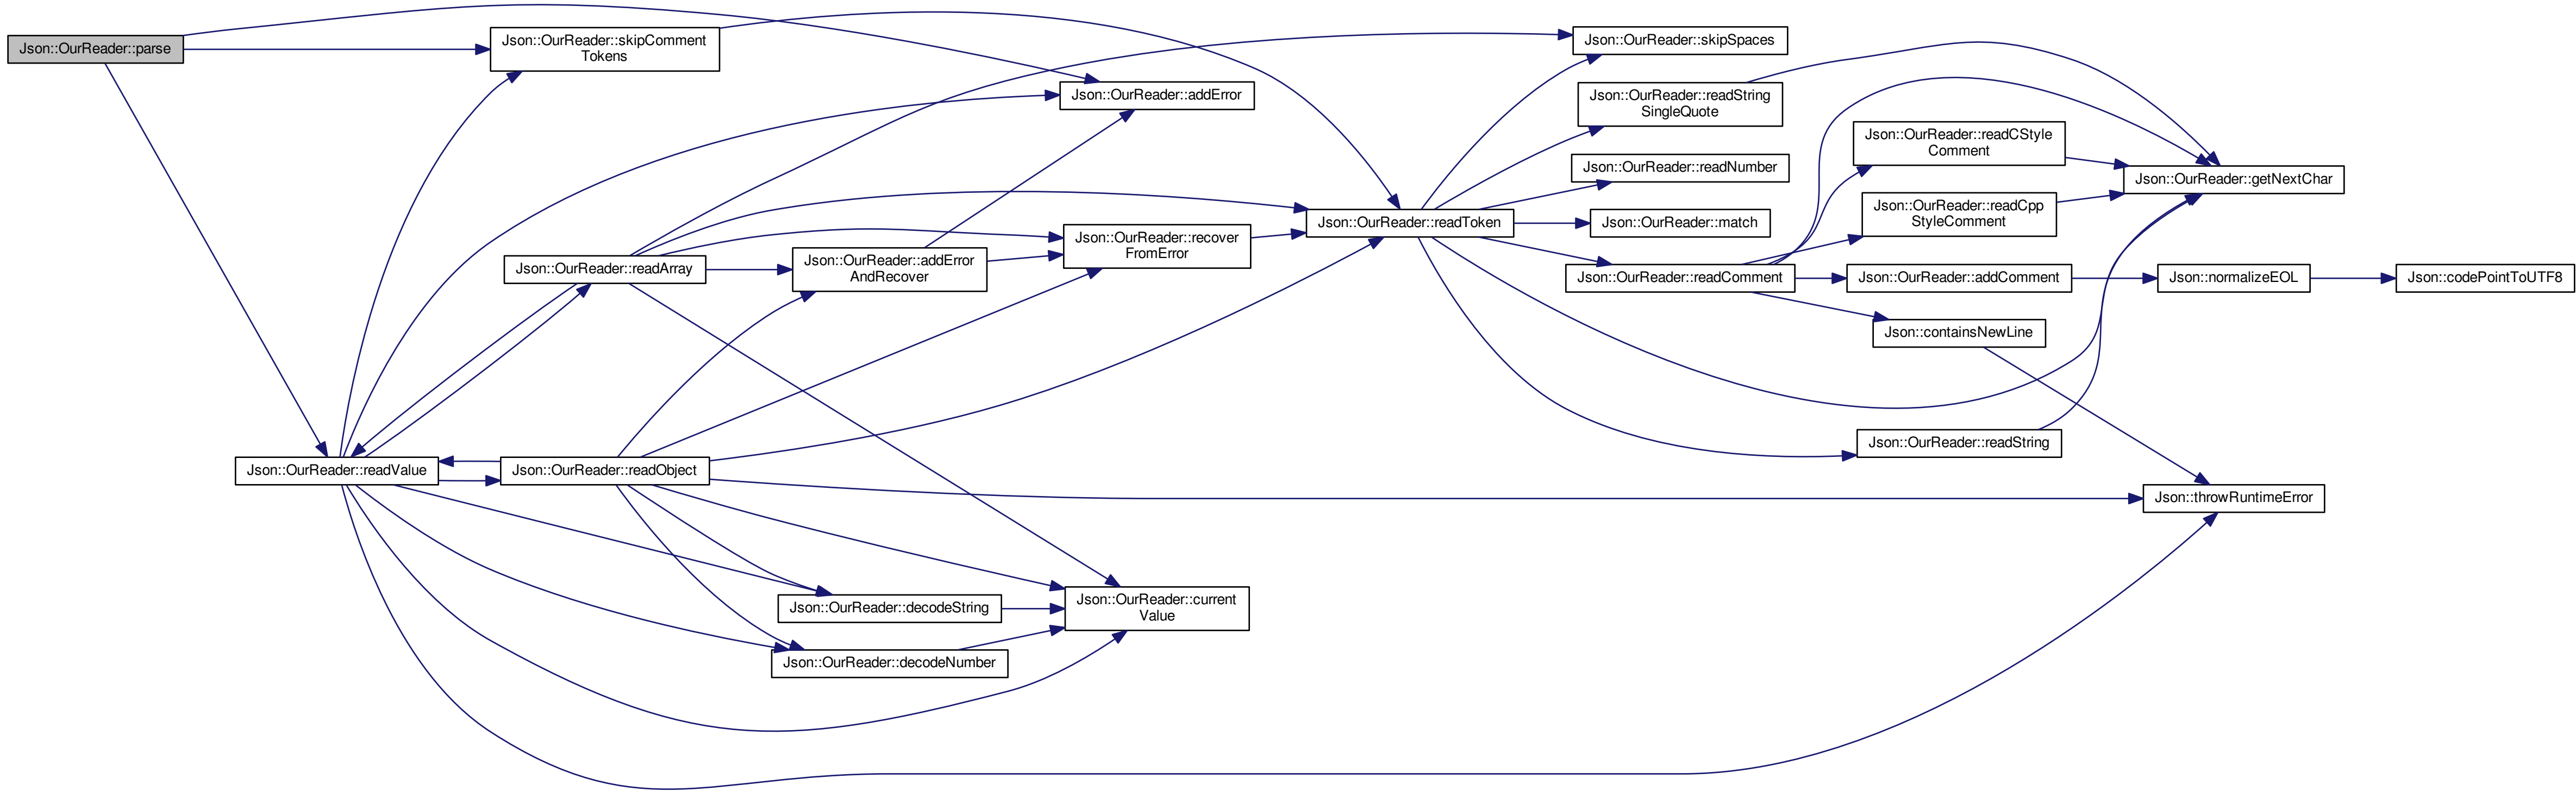 Json::OurReader::parse
Json::OurReader::skipComment
Tokens
Json::OurReader::addError
Json::OurReader::skipSpaces
Json::OurReader::readString
SingleQuote
Json::OurReader::readNumber
Json::OurReader::readCStyle
Comment
Json::OurReader::getNextChar
Json::OurReader::readToken
Json::OurReader::match
Json::OurReader::readCpp
StyleComment
Json::OurReader::readArray
Json::OurReader::addError
AndRecover
Json::OurReader::recover
FromError
Json::OurReader::readComment
Json::OurReader::addComment
Json::normalizeEOL
Json::codePointToUTF8
Json::containsNewLine
Json::OurReader::readValue
Json::OurReader::readObject
Json::OurReader::readString
Json::throwRuntimeError
Json::OurReader::decodeString
Json::OurReader::current
Value
Json::OurReader::decodeNumber